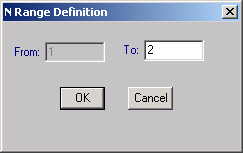 N Range Definition
From: 1 To: 2
OK Cancel